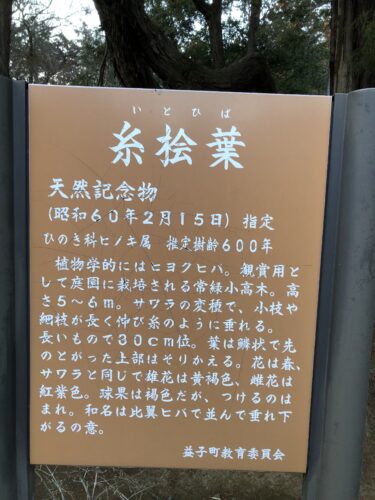 いとひば
糸桧葉
天然記念物
(昭和60年2月15日) 指定
ひのき科ヒノキ属 推定樹齢600年
植物学的にはヒヨクヒバ。観賞用と
して庭園に栽培される常緑小高木。高
さ5~6m。サワラの変種で、小枝や
細枝が長く伸び糸のように垂れる。
長いもので30cm位。葉は鱗状で先
のとがった上部はそりかえる。花は春、
サワラと同じで雄花は黄褐色、雌花は
紅紫色。球果は褐色だが、つけるのは
まれ。和名は比翼ヒバで並んで垂れ下
がるの意。
益子町教育委員会